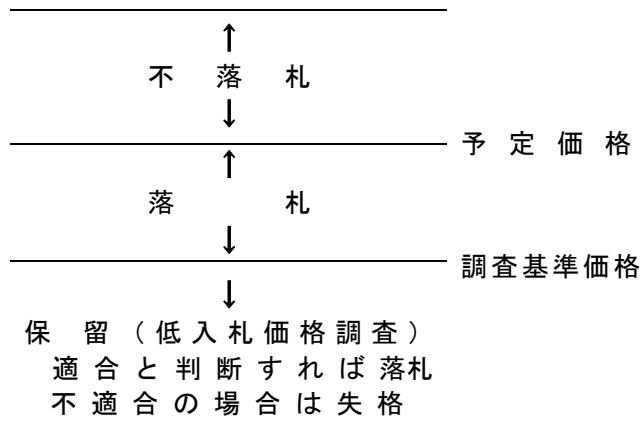 不落札
予定価格
落札
調査基準価格
保留（低入札価格調査）
適合と判断すれば落札
不適合の場合は失格